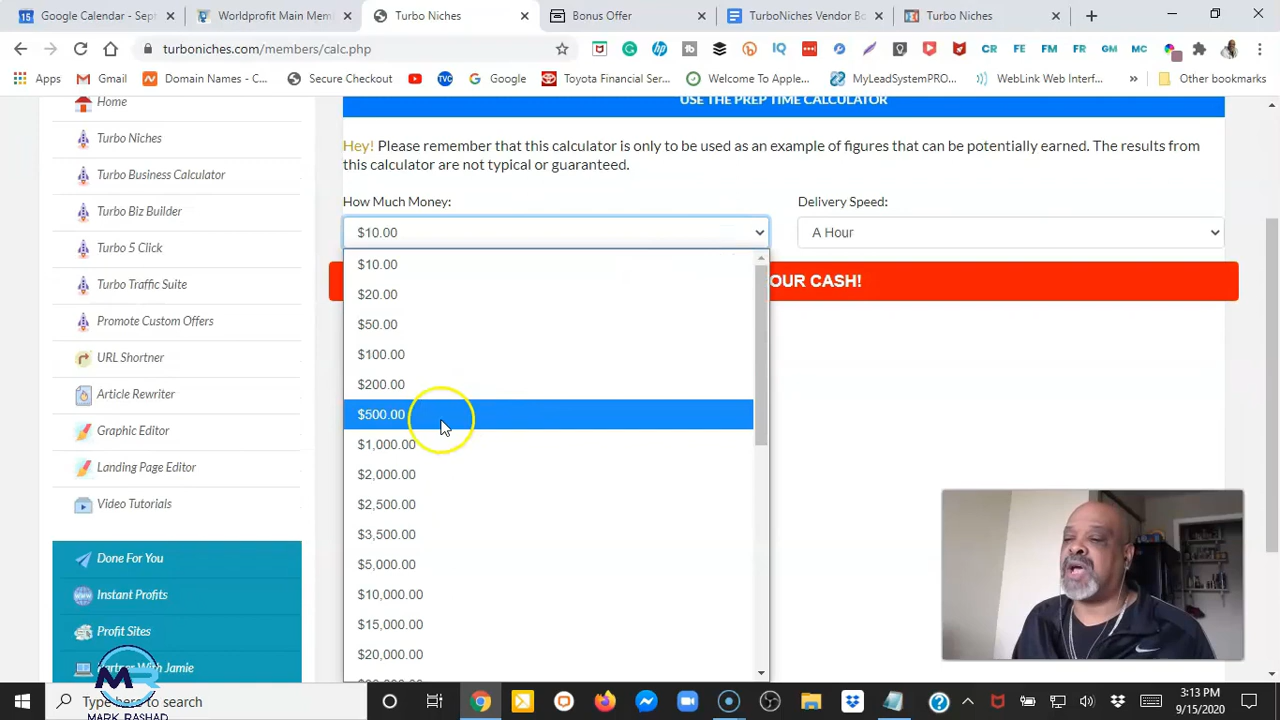 Google Calendar - Sept
Worldprofit Main Mem
Turbo Niches
Bonus Offer
TurboNiches Vendor Bo
Turbo Niches
turboniches.com/members/calc.php
Apps
Gmail
Domain Names - C...
Secure Checkout
TVC
Google
Toyota Financial Ser...
Welcome To Apple...
MyLeadSystemPRO...
WebLink Web Interf...
Other bookmarks
Home
Turbo Niches
Turbo Business Calculator
Turbo Biz Builder
Turbo 5 Click
Turbo Traffic Suite
Promote Custom Offers
URL Shortner
Article Rewriter
Graphic Editor
Landing Page Editor
Video Tutorials
Done For You
Instant Profits
Profit Sites
Partner With Jamie
USE THE PREP TIME CALCULATOR
Hey! Please remember that this calculator is only to be used as an example of figures that can be potentially earned. The results from
this calculator are not typical or guaranteed.
How Much Money:
Delivery Speed:
$10.00
A Hour
OUR CASH!
$10.00
$20.00
$50.00
$100.00
$200.00
$500.00
$1,000.00
$2,000.00
$2,500.00
$3,500.00
$5,000.00
$10,000.00
$15,000.00
$20,000.00
MR
MARK RASHAD
Type here to search
3:13 PM
9/15/2020